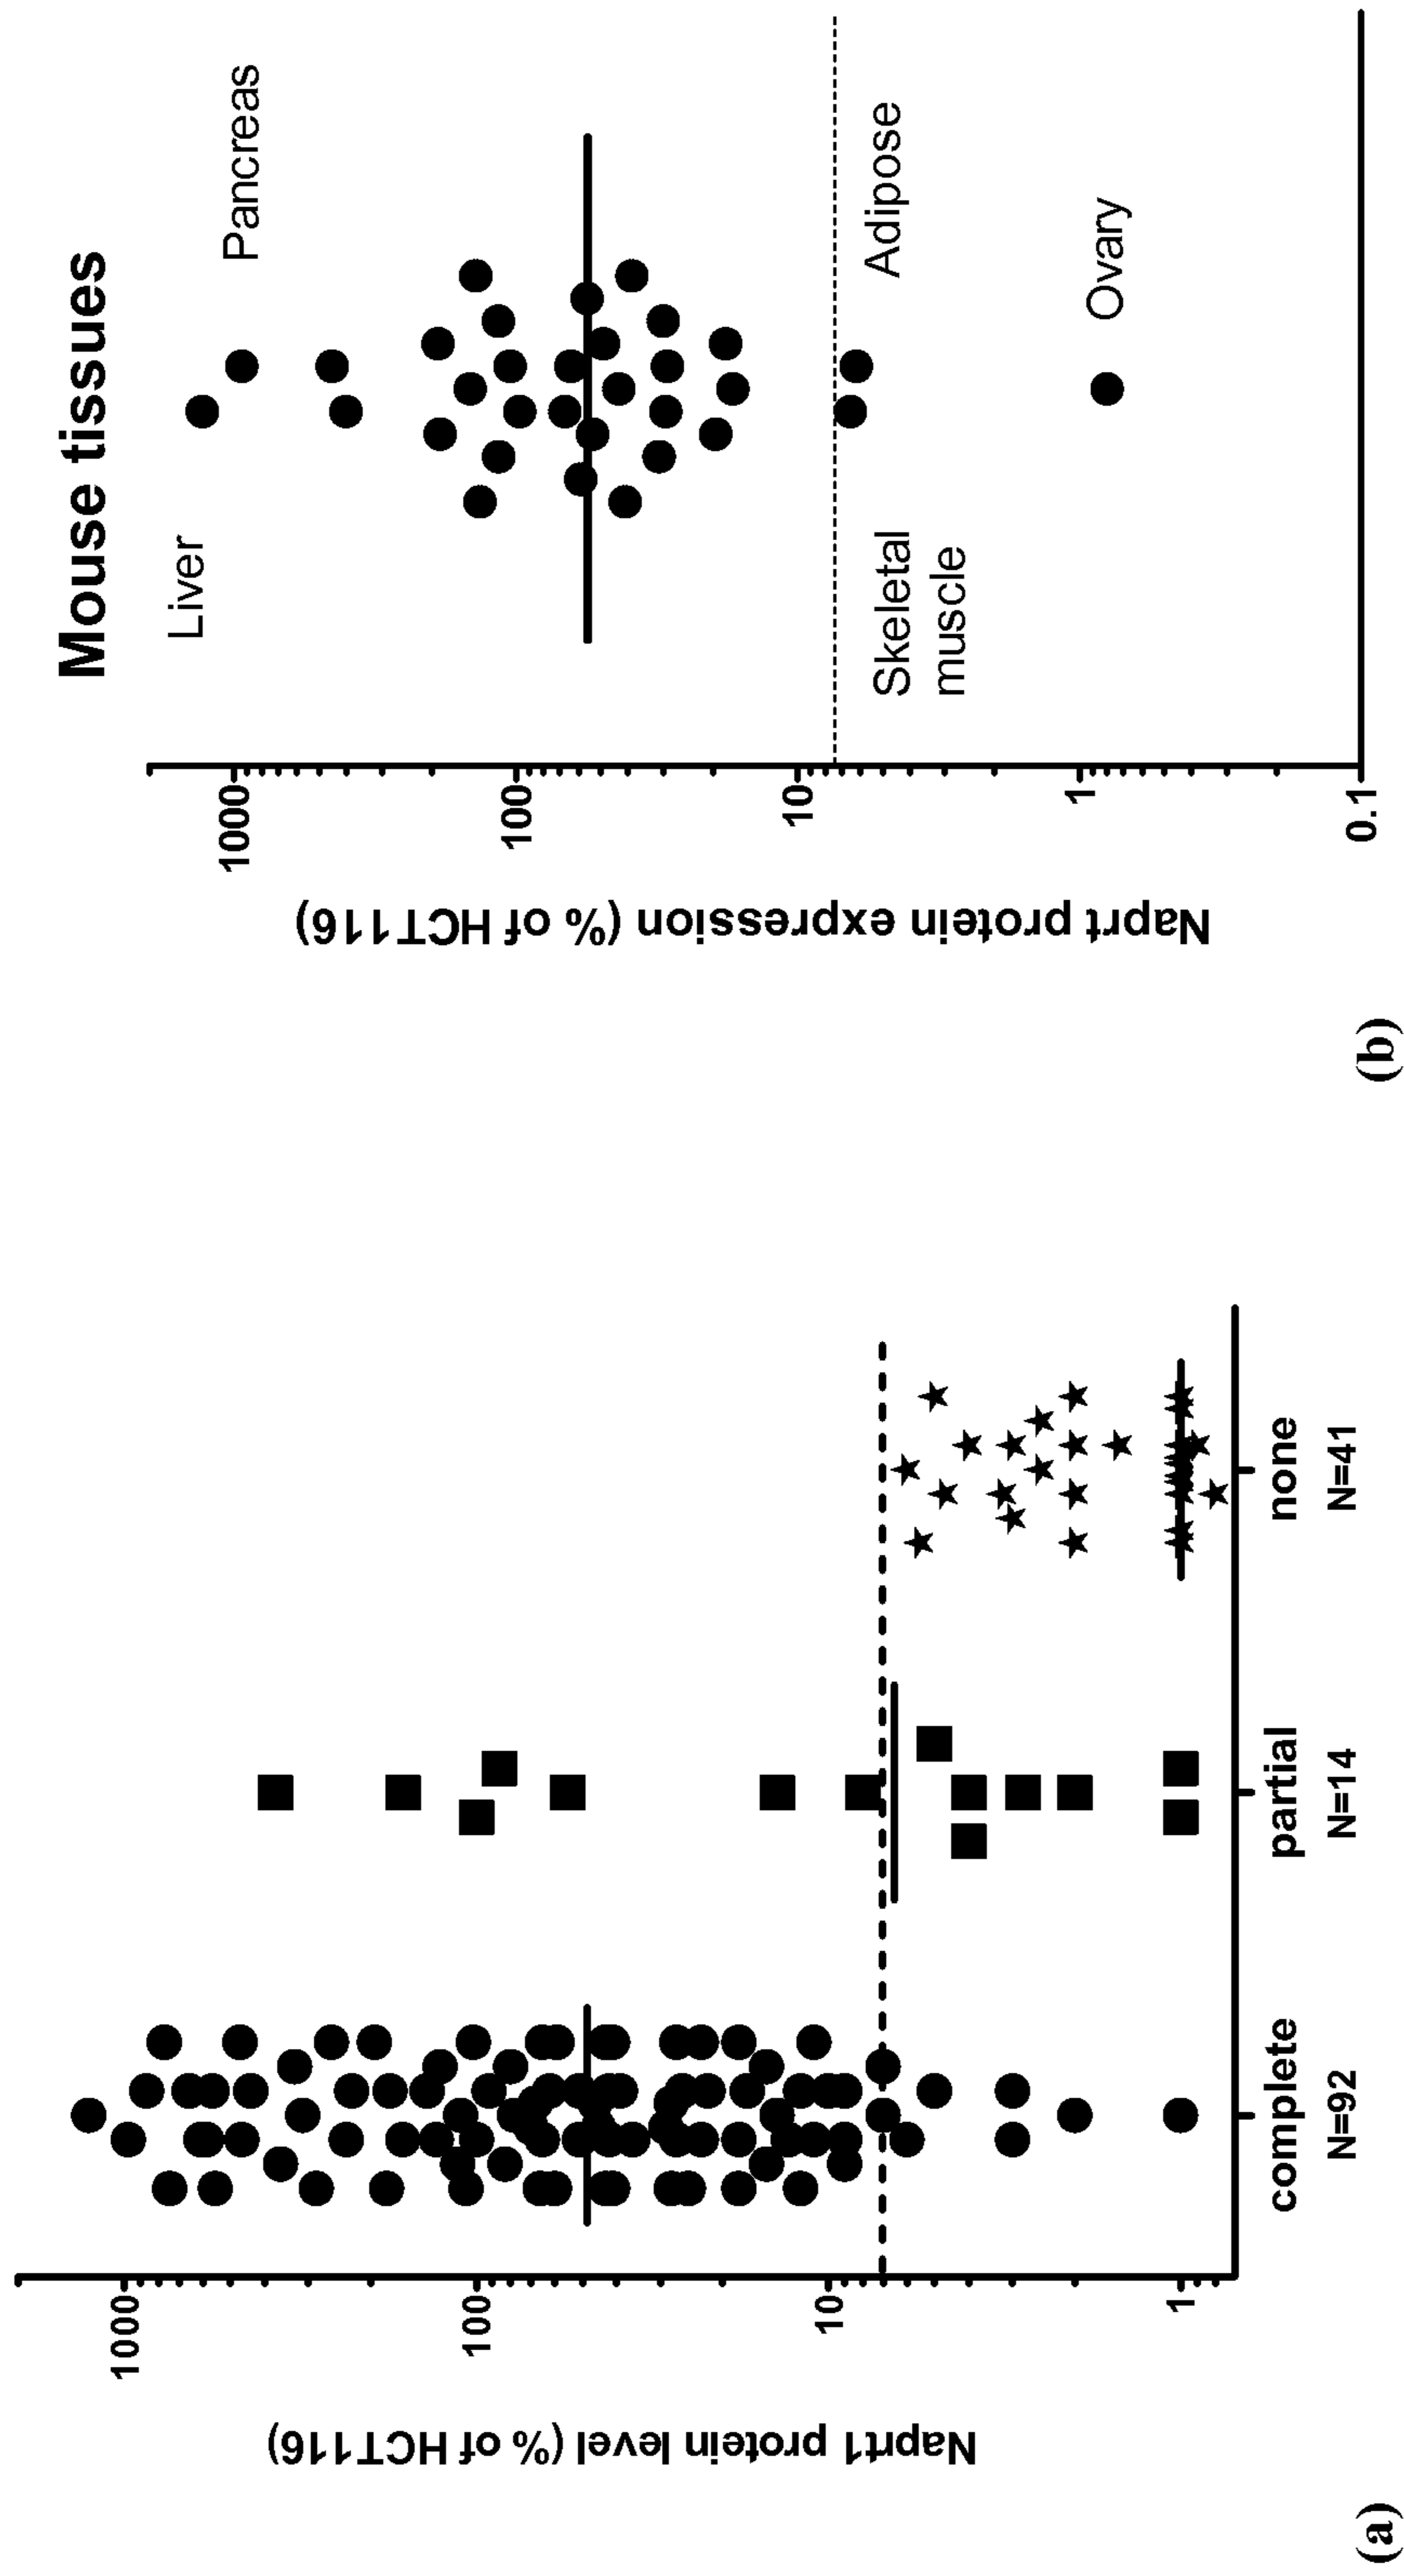 Naprt1 protein level (% of HCT116)
1000
100
10
1
complete
N=92
partial
N=14
none
N=41
(a)
Mouse tissues
Naprt protein expression (% of HCT116)
1000
100
10
1
0.1
Liver
Pancreas
Skeletal
muscle
Adipose
Ovary
(b)